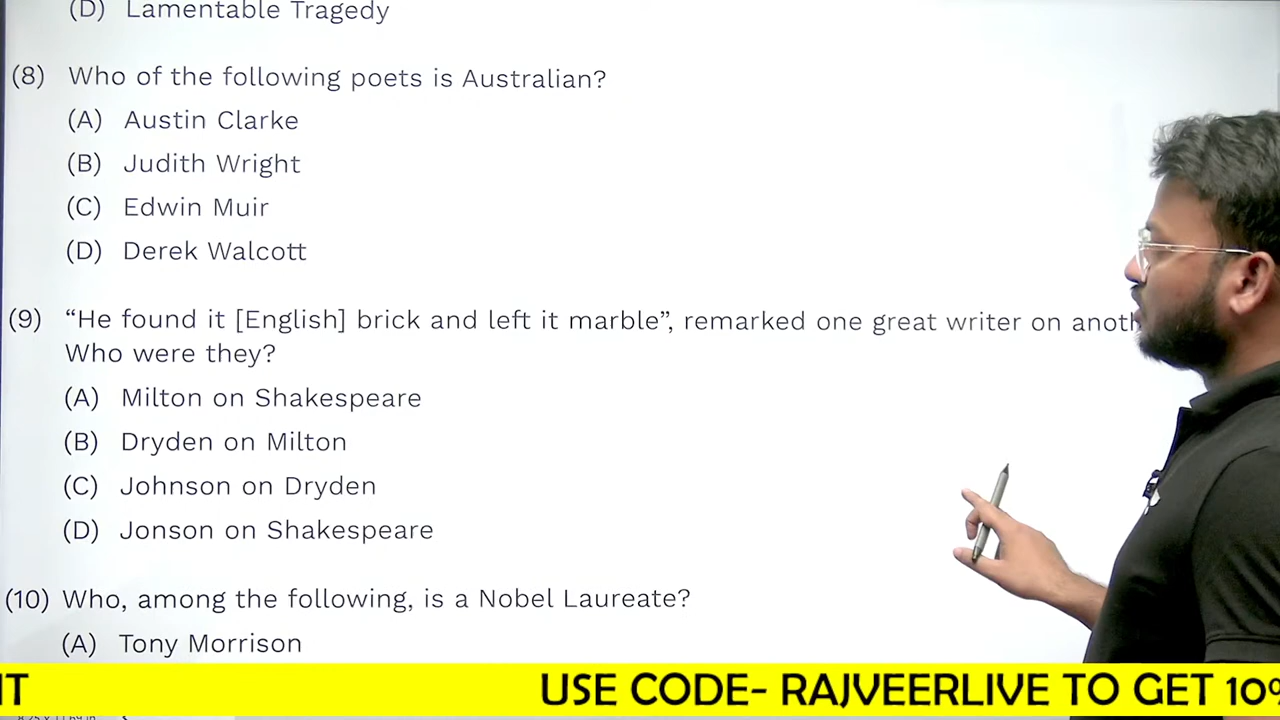 (D) Lamentable Tragedy
(8) Who of the following poets is Australian?
(A) Austin Clarke
(B) Judith Wright
(C) Edwin Muir
(D) Derek Walcott
(9) “He found it [English] brick and left it marble”, remarked one great writer on anoth
Who were they?
(A) Milton on Shakespeare
(B) Dryden on Milton
(C) Johnson on Dryden
(D) Jonson on Shakespeare
(10) Who, among the following, is a Nobel Laureate?
(A) Tony Morrison
IT USE CODE- RAJVEERLIVE TO GET 10%